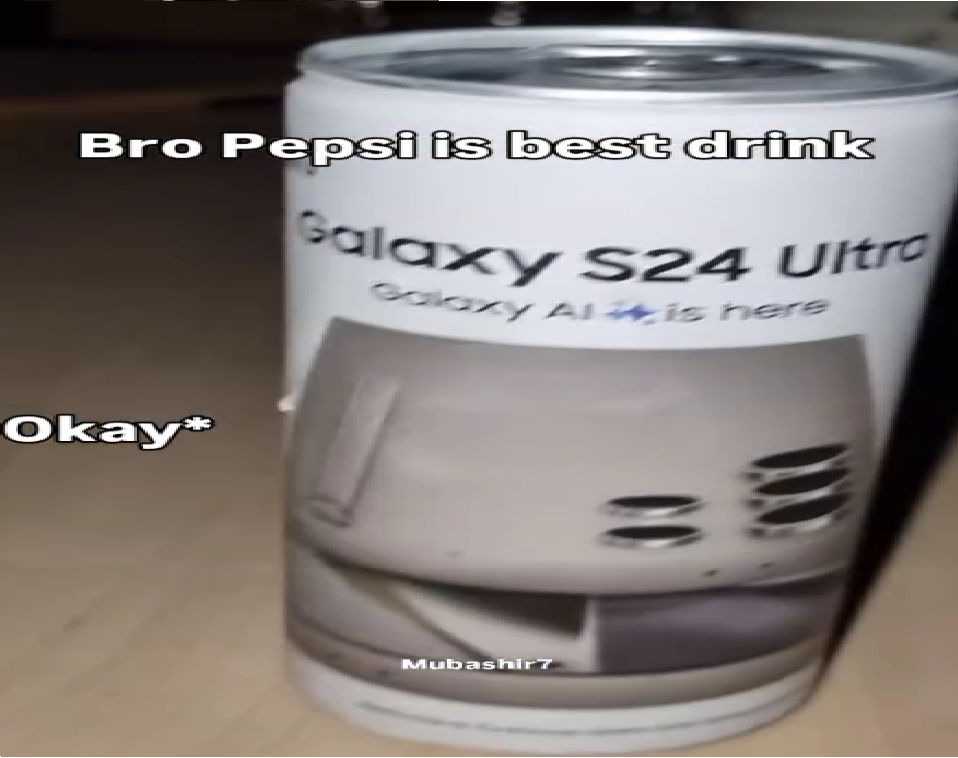 Bro Pepsi is best drink
Galaxy S24 Ultra
Galaxy AI is here
Okay*
Mubashir7